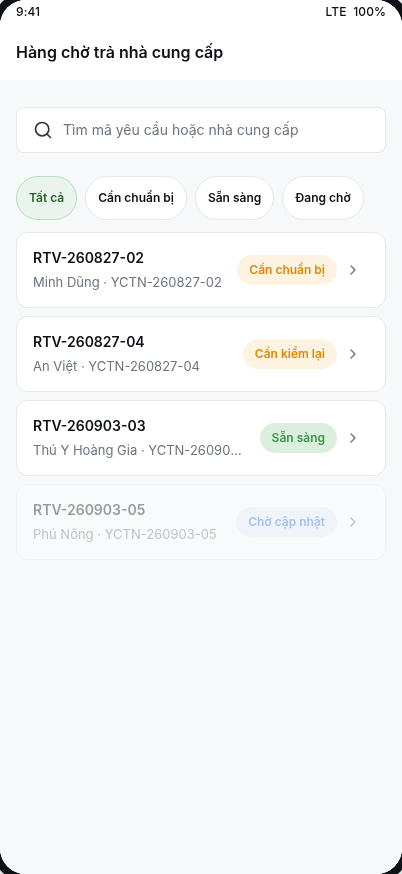 9:41 LTE 100%
Hàng chờ trả nhà cung cấp
Tìm mã yêu cầu hoặc nhà cung cấp
Tất cả Cần chuẩn bị Sẵn sàng Đang chờ
RTV-260827-02
Cần chuẩn bị
Minh Dũng · YCTN-260827-02
RTV-260827-04
Cần kiểm lại
An Việt · YCTN-260827-04
RTV-260903-03
Sẵn sàng
Thú Y Hoàng Gia · YCTN-26090...
RTV-260903-05
Chờ cập nhật
Phú Nông · YCTN-260903-05